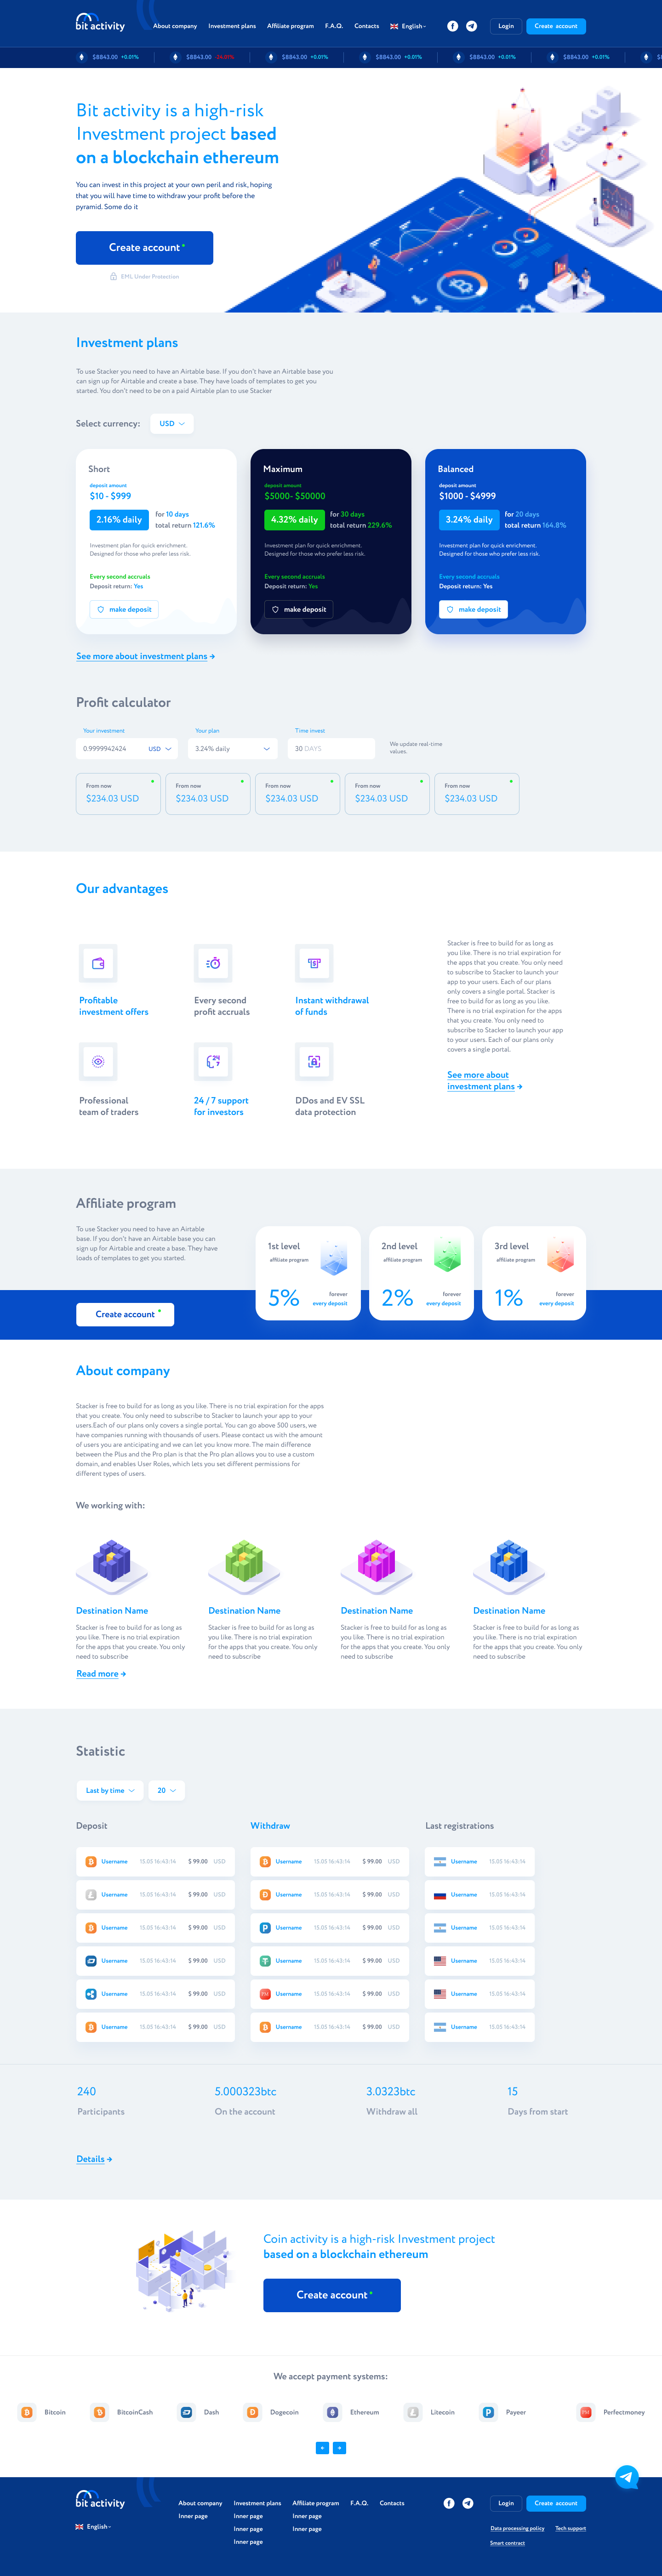 bit activity
About company
Investment plans
Affiliate program
F.A.Q.
Contacts
English
Login
Create account
$8843.00 +0.01%
$8843.00
$8843.00 +0.01%
$8843.00 +0.01%
$8843.00 +0.01%
$8843.00 +0.01%
Bit activity is a high-risk
Investment project based
on a blockchain ethereum
You can invest in this project at your own peril and risk, hoping
that you will have time to withdraw your profit before the
pyramid. Some do it
Create account
EML Under Protection
Investment plans
To use Stacker you need to have an Airtable base. If you don't have an Airtable base you
can sign up for Airtable and create a base. They have loads of templates to get you
started. You don't need to be on a paid Airtable plan to use Stacker
Select currency:
USD
Short
deposit amount
$10 - $999
2.16% daily
for 10 days
total return 121.6%
Investment plan for quick enrichment.
Designed for those who prefer less risk.
Every second accruals
Deposit return: Yes
make deposit
Maximum
deposit amount
$5000- $50000
4.32% daily
for 30 days
total return 229.6%
Investment plan for quick enrichment.
Designed for those who prefer less risk.
Every second accruals
Deposit return: Yes
make deposit
Balanced
deposit amount
$1000 - $4999
3.24% daily
for 20 days
total return 164.8%
Investment plan for quick enrichment.
Designed for those who prefer less risk.
Every second accruals
Deposit return: Yes
make deposit
See more about investment plans →
Profit calculator
Your investment
0.9999942424 USD
Your plan
3.24% daily
Time invest
30 DAYS
We update real-time
values.
From now
$234.03 USD
From now
$234.03 USD
From now
$234.03 USD
From now
$234.03 USD
From now
$234.03 USD
Our advantages
Profitable
investment offers
Every second
profit accruals
Instant withdrawal
of funds
Professional
team of traders
24 / 7 support
for investors
DDos and EV SSL
data protection
Stacker is free to build for as long as
you like. There is no trial expiration for
the apps that you create. You only need
to subscribe to Stacker to launch your
app to your users. Each of our plans
only covers a single portal. Stacker is
free to build for as long as you like.
There is no trial expiration for the apps
that you create. You only need to
subscribe to Stacker to launch your app
to your users. Each of our plans only
covers a single portal.
See more about
investment plans →
Affiliate program
To use Stacker you need to have an Airtable
base. If you don't have an Airtable base you can
sign up for Airtable and create a base. They have
loads of templates to get you started.
Create account
1st level
affiliate program
5%
forever
every deposit
2nd level
affiliate program
2%
forever
every deposit
3rd level
affiliate program
1%
forever
every deposit
About company
Stacker is free to build for as long as you like. There is no trial expiration for the apps
that you create. You only need to subscribe to Stacker to launch your app to your
users.Each of our plans only covers a single portal. You can go above 500 users, we
have companies running with thousands of users. Please contact us with the amount
of users you are anticipating and we can let you know more. The main difference
between the Plus and the Pro plan is that the Pro plan allows you to use a custom
domain, and enables User Roles, which lets you set different permissions for
different types of users.
We working with:
Destination Name
Stacker is free to build for as long as
you like. There is no trial expiration
for the apps that you create. You only
need to subscribe
Destination Name
Stacker is free to build for as long as
you like. There is no trial expiration
for the apps that you create. You only
need to subscribe
Destination Name
Stacker is free to build for as long as
you like. There is no trial expiration
for the apps that you create. You only
need to subscribe
Destination Name
Stacker is free to build for as long as
you like. There is no trial expiration
for the apps that you create. You only
need to subscribe
Read more →
Statistic
Last by time
20
Deposit
Username 15.05 16:43:14 $ 99.00 USD
Username 15.05 16:43:14 $ 99.00 USD
Username 15.05 16:43:14 $ 99.00 USD
Username 15.05 16:43:14 $ 99.00 USD
Username 15.05 16:43:14 $ 99.00 USD
Username 15.05 16:43:14 $ 99.00 USD
Withdraw
Username 15.05 16:43:14 $ 99.00 USD
Username 15.05 16:43:14 $ 99.00 USD
Username 15.05 16:43:14 $ 99.00 USD
Username 15.05 16:43:14 $ 99.00 USD
Username 15.05 16:43:14 $ 99.00 USD
Username 15.05 16:43:14 $ 99.00 USD
Last registrations
Username 15.05 16:43:14
Username 15.05 16:43:14
Username 15.05 16:43:14
Username 15.05 16:43:14
Username 15.05 16:43:14
Username 15.05 16:43:14
240
Participants
5.000323btc
On the account
3.0323btc
Withdraw all
15
Days from start
Details →
Coin activity is a high-risk Investment project
based on a blockchain ethereum
Create account
We accept payment systems:
Bitcoin
BitcoinCash
Dash
Dogecoin
Ethereum
Litecoin
Payeer
Perfectmoney
bit activity
English
About company
Inner page
Investment plans
Inner page
Inner page
Inner page
Affiliate program
Inner page
Inner page
F.A.Q.
Contacts
Login
Create account
Data processing policy
Tech support
Smart contract